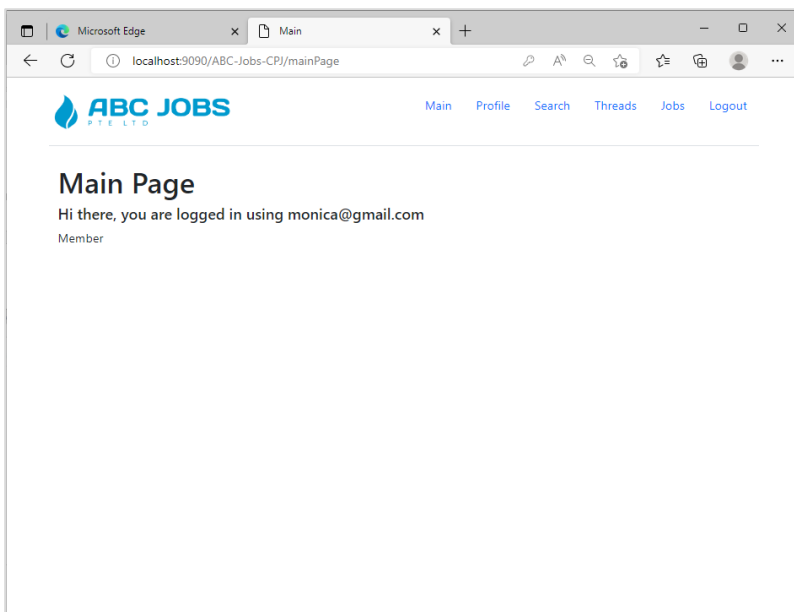 Microsoft Edge
Main
localhost:9090/ABC-Jobs-CPJ/mainPage
ABC JOBS
PTE LTD
Main Profile Search Threads Jobs Logout
Main Page
Hi there, you are logged in using monica@gmail.com
Member